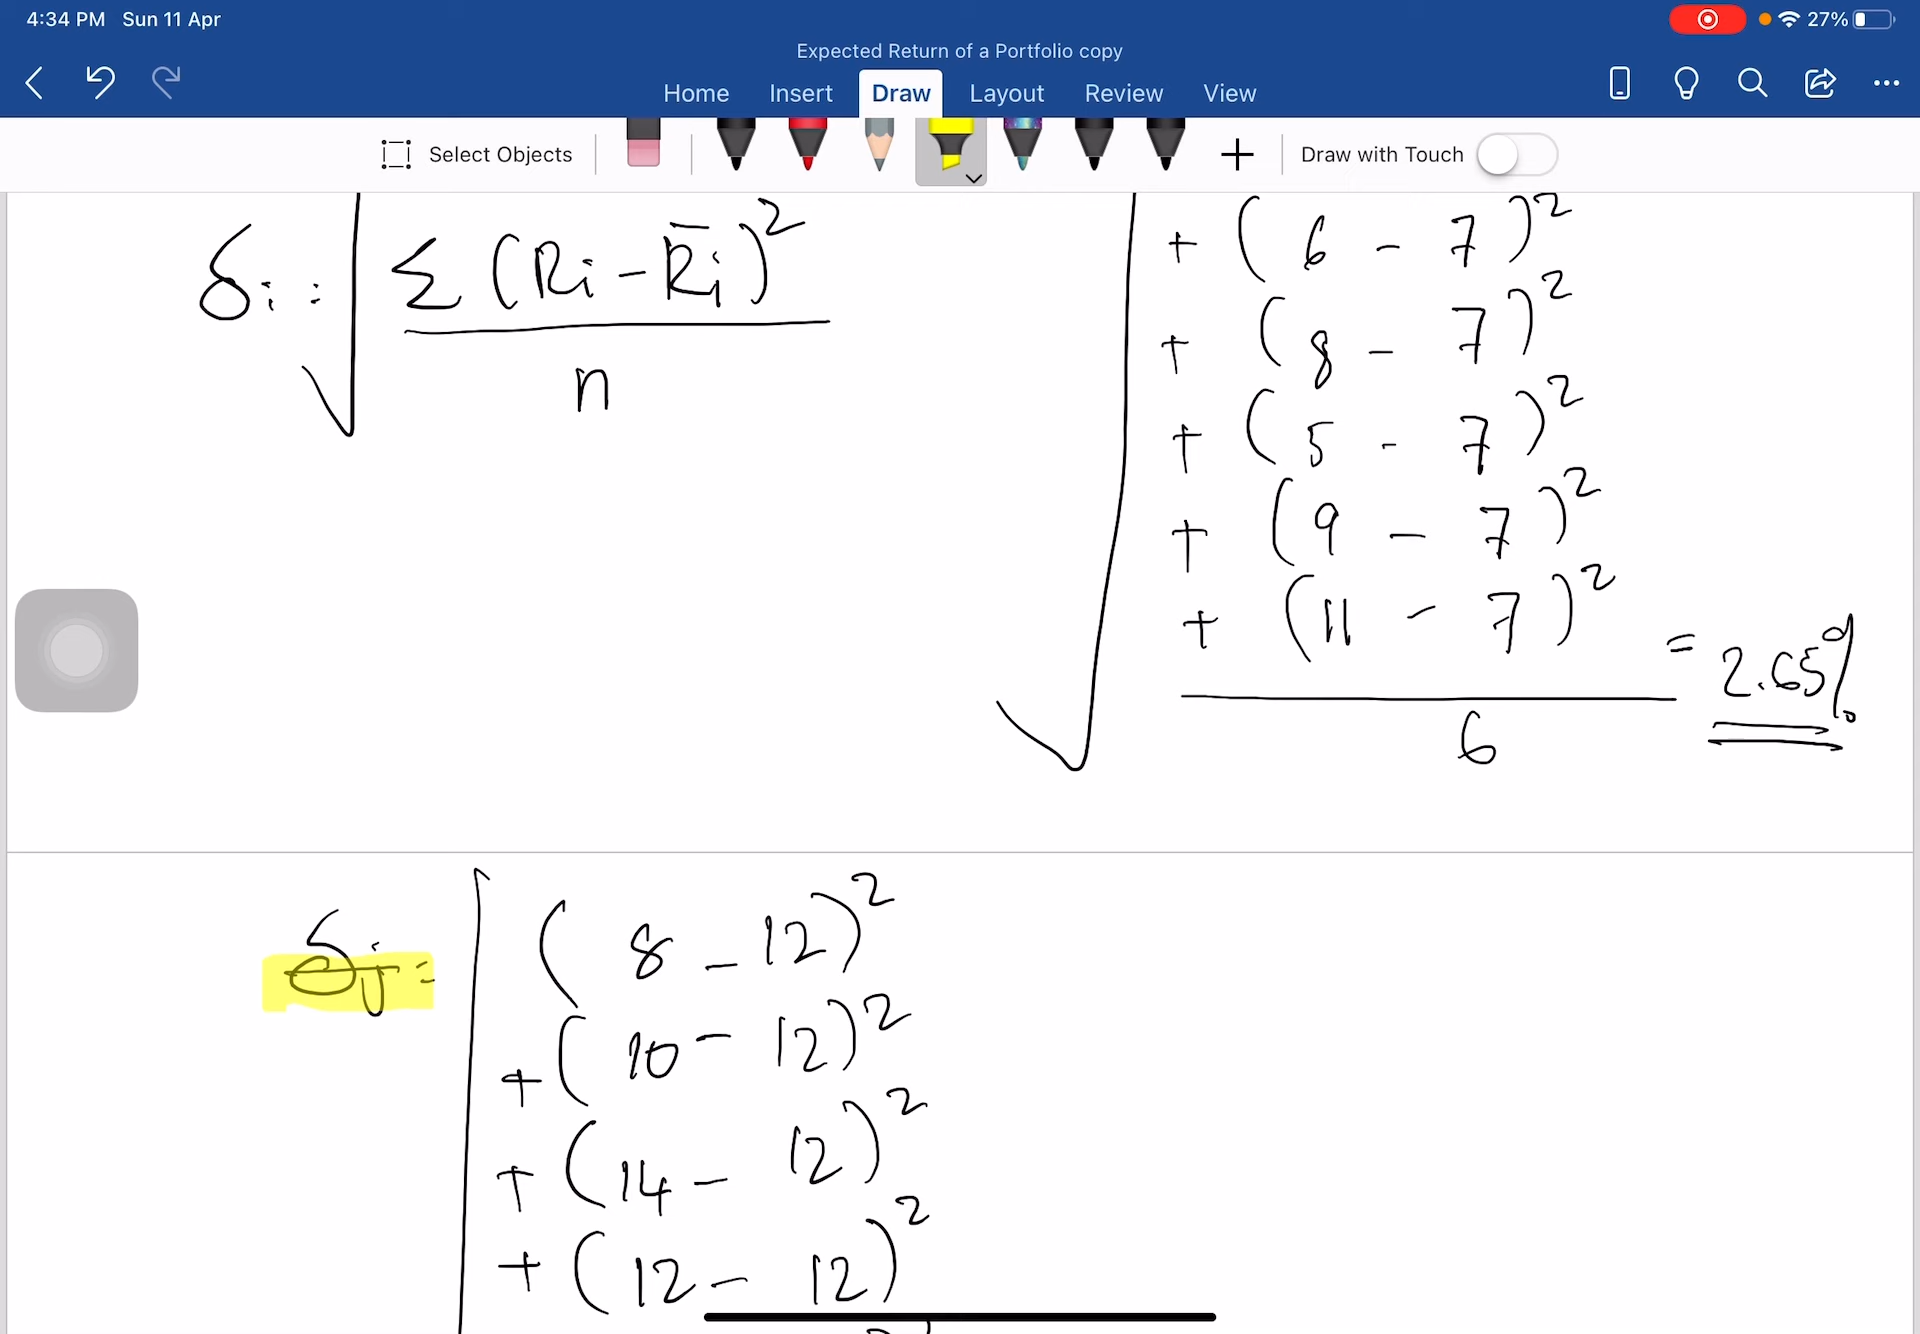 4:34 PM Sun 11 Apr
27%
Expected Return of a Portfolio copy
Home Insert Draw Layout Review View
Select Objects
Draw with Touch
δi = √ Σ (Ri - R̄i)²
n
+ (6 - 7)²
+ (8 - 7)²
+ (5 - 7)²
+ (9 - 7)²
+ (11 - 7)²
6
= 2.65%
δj =
(8 - 12)²
+ (10 - 12)²
+ (14 - 12)²
+ (12 - 12)²